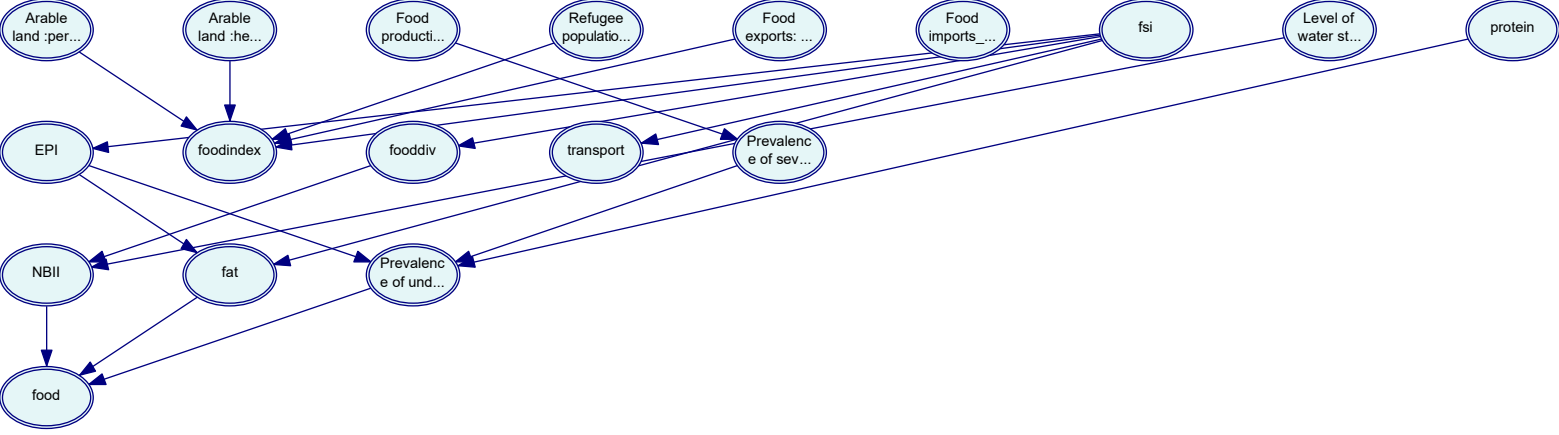 Arable
land :per...
Arable
land :he...
Food
producti...
Refugee
populatio...
Food
exports: ...
Food
imports_...
fsi
Level of
water st...
protein
EPI
foodindex
fooddiv
transport
Prevalenc
e of sev...
NBII
fat
Prevalenc
e of und...
food